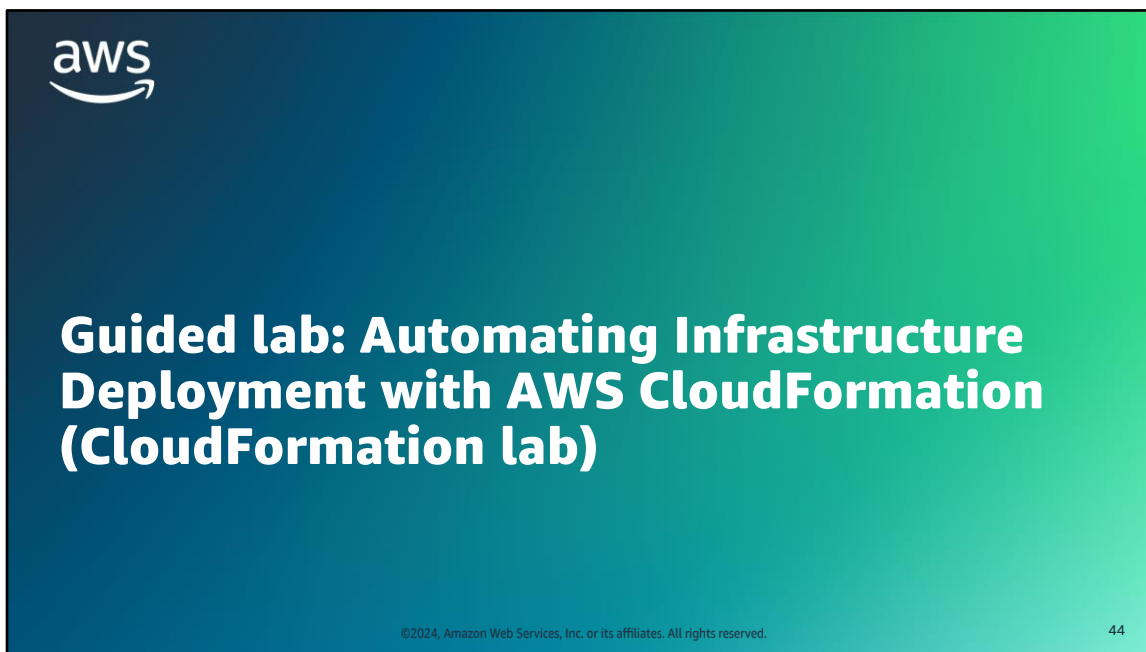 aws
Guided lab: Automating Infrastructure
Deployment with AWS CloudFormation
(CloudFormation lab)
©2024, Amazon Web Services, Inc. or its affiliates. All rights reserved.
44